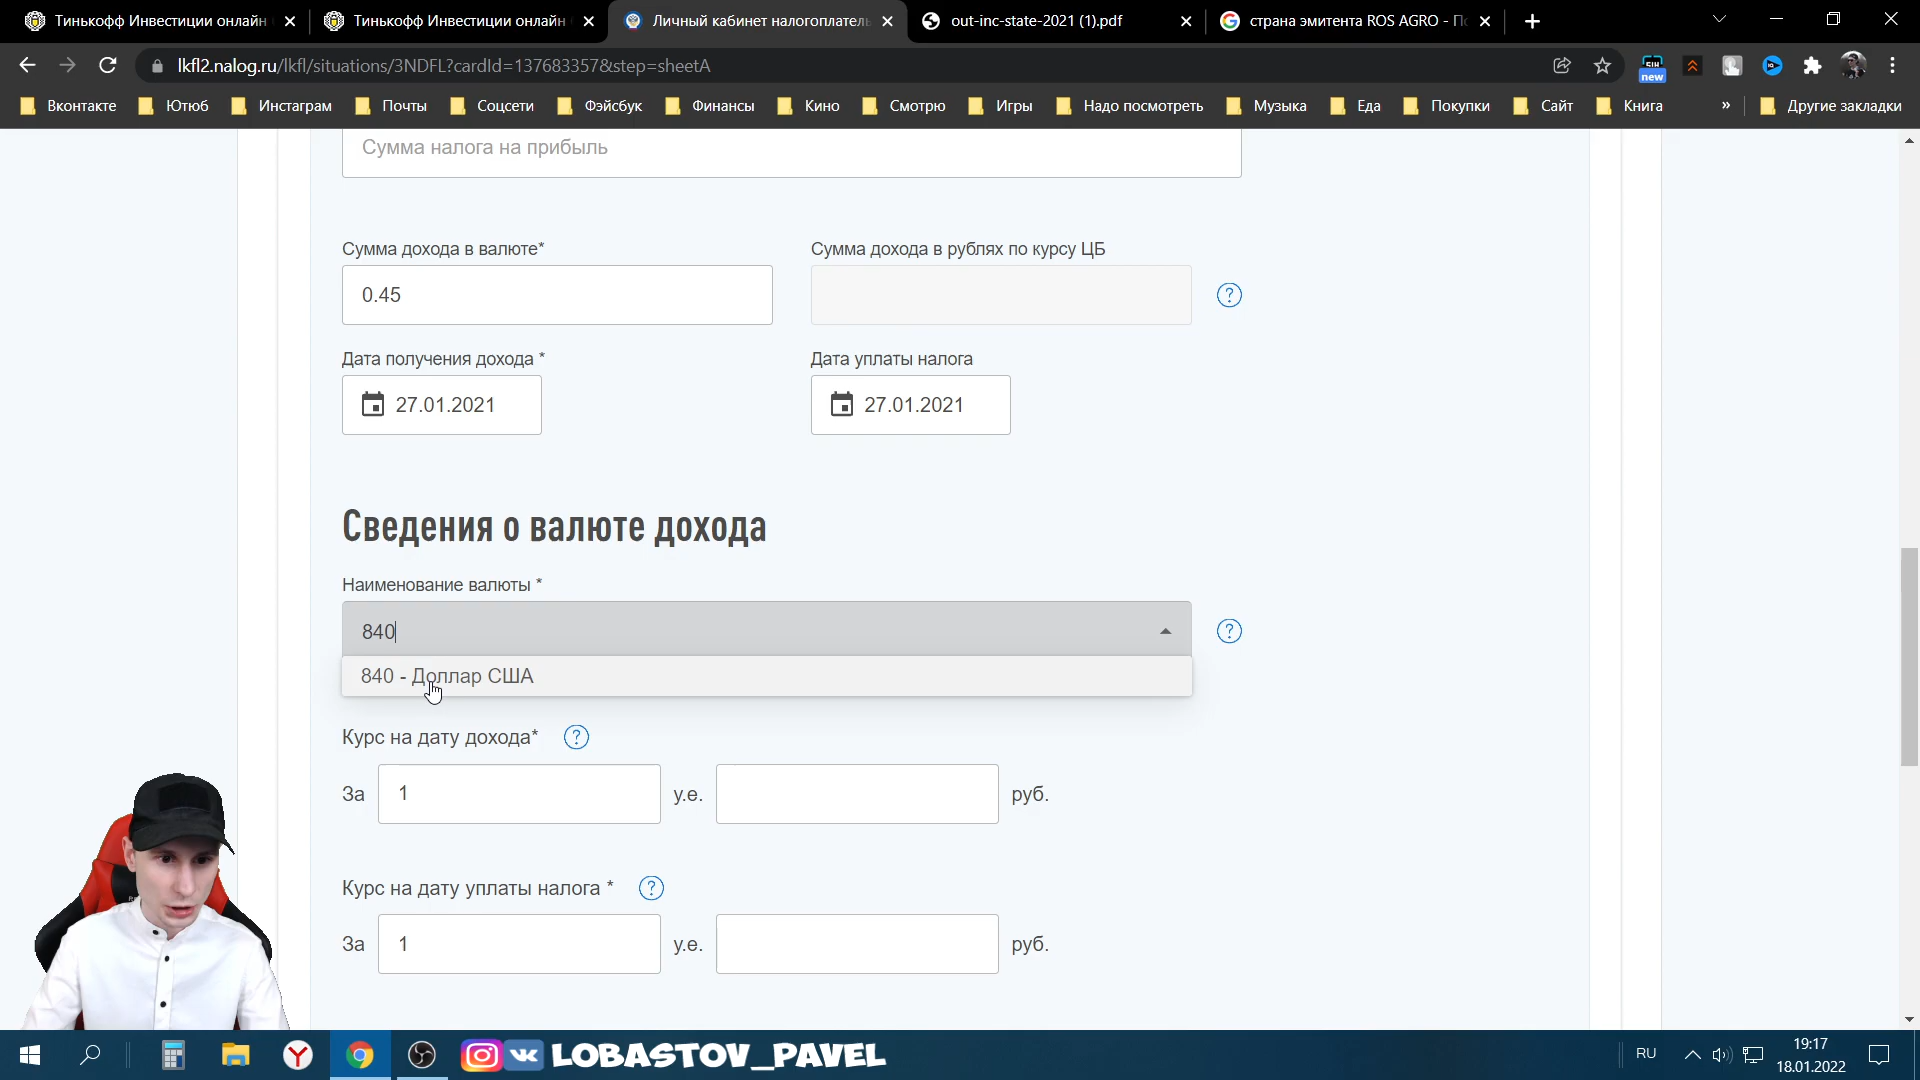 Тинькофф Инвестиции онлайн
Тинькофф Инвестиции онлайн
Личный кабинет налогоплатель
out-inc-state-2021 (1).pdf
страна эмитента ROS AGRO - По
lkfl2.nalog.ru/lkfl/situations/3NDFL?cardId=137683357&step=sheetA
new
Вконтакте
Ютюб
Инстаграм
Почты
Соцсети
Фэйсбук
Финансы
Кино
Смотрю
Игры
Надо посмотреть
Музыка
Еда
Покупки
Сайт
Книга
»
Другие закладки
Сумма налога на прибыль
Сумма дохода в валюте*
Сумма дохода в рублях по курсу ЦБ
0.45
?
Дата получения дохода *
Дата уплаты налога
27.01.2021
27.01.2021
Сведения о валюте дохода
Наименование валюты *
840
?
840 - Доллар США
Курс на дату дохода* ?
За 1 у.е. руб.
Курс на дату уплаты налога * ?
За 1 у.е. руб.
LOBASTOV_PAVEL
RU
19:17
18.01.2022